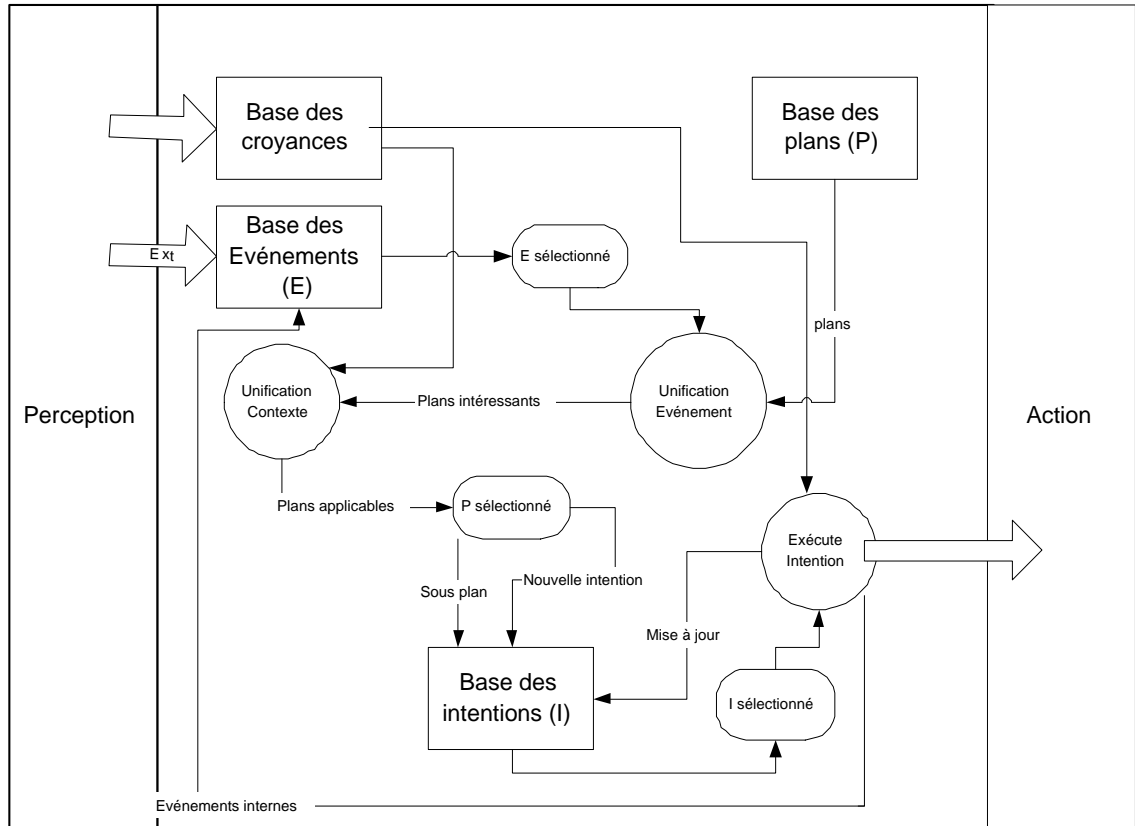 Base des
croyances
Base des
plans (P)
Base des
Evénements
(E)
E xt
E sélectionné
plans
Unification
Contexte
Plans intéressants
Unification
Evénement
Perception
Action
Plans applicables
P sélectionné
Exécute
Intention
Sous plan
Nouvelle intention
Mise à jour
Base des
intentions (I)
I sélectionné
Evénements internes